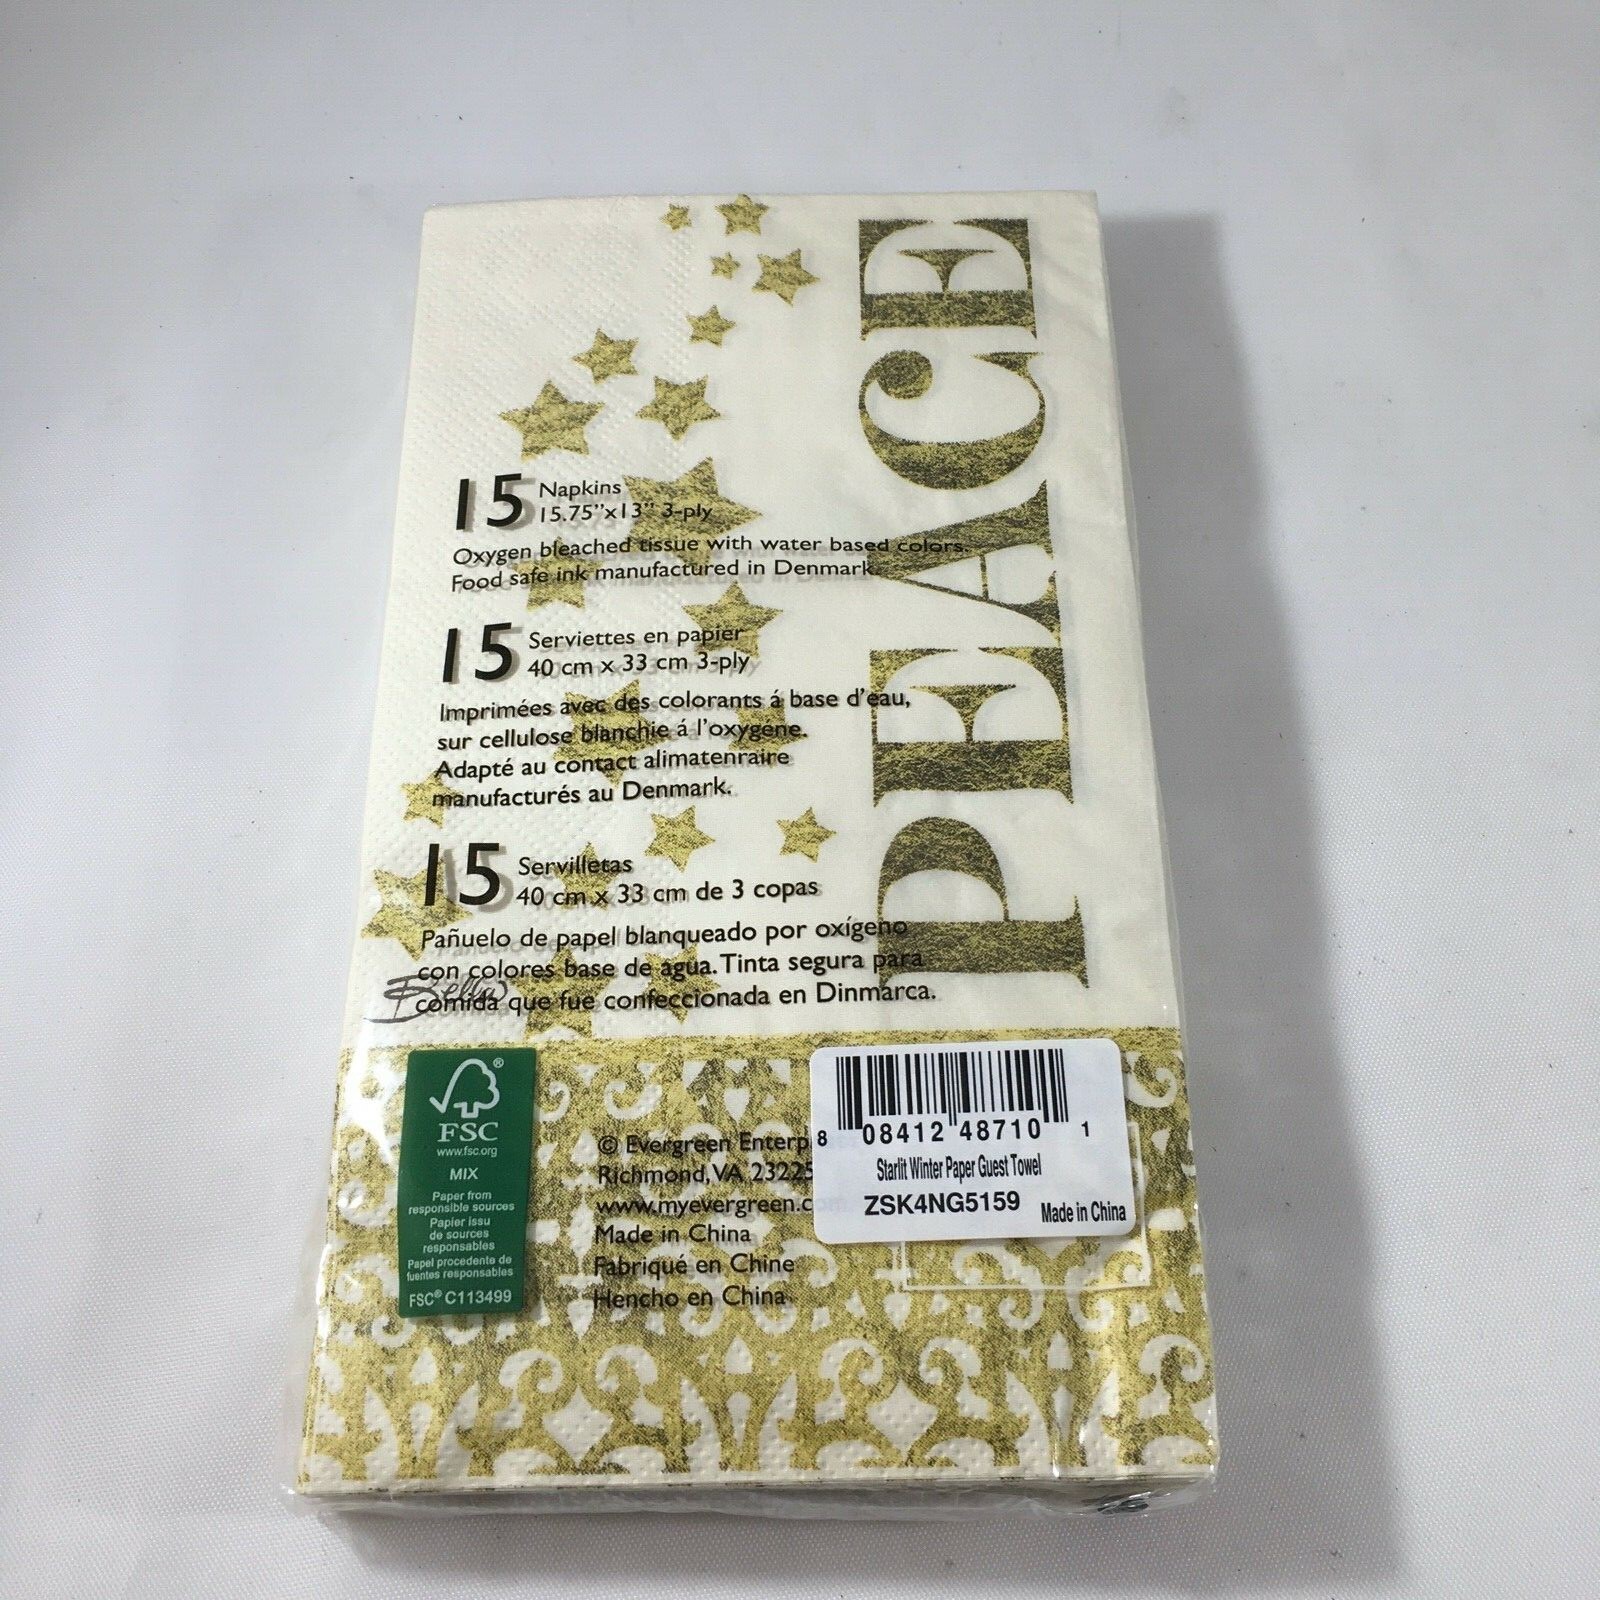 PEACE
15 Napkins
15.75"x13" 3-ply
Oxygen bleached tissue with water based colors.
Food safe ink manufactured in Denmark.
15 Serviettes en papier
40 cm x 33 cm 3-ply
Imprimées avec des colorants á base d'eau,
sur cellulose blanchie á l'oxygéne.
Adapté au contact alimatenraire
manufacturés au Denmark.
15 Servilletas
40 cm x 33 cm de 3 copas
Pañuelo de papel blanqueado por oxígeno
con colores base de agua. Tinta segura para
comida que fue confeccionada en Dinmarca.
FSC®
www.fsc.org
MIX
Paper from
responsible sources
Papier issu
de sources
responsables
Papel procedente de
fuentes responsables
FSC® C113499
© Evergreen Enterp
Richmond, VA 23225
www.myevergreen.c
Made in China
Fabriqué en Chine
Hencho en China
8 08412 48710 1
Starlit Winter Paper Guest Towel
ZSK4NG5159 Made in China